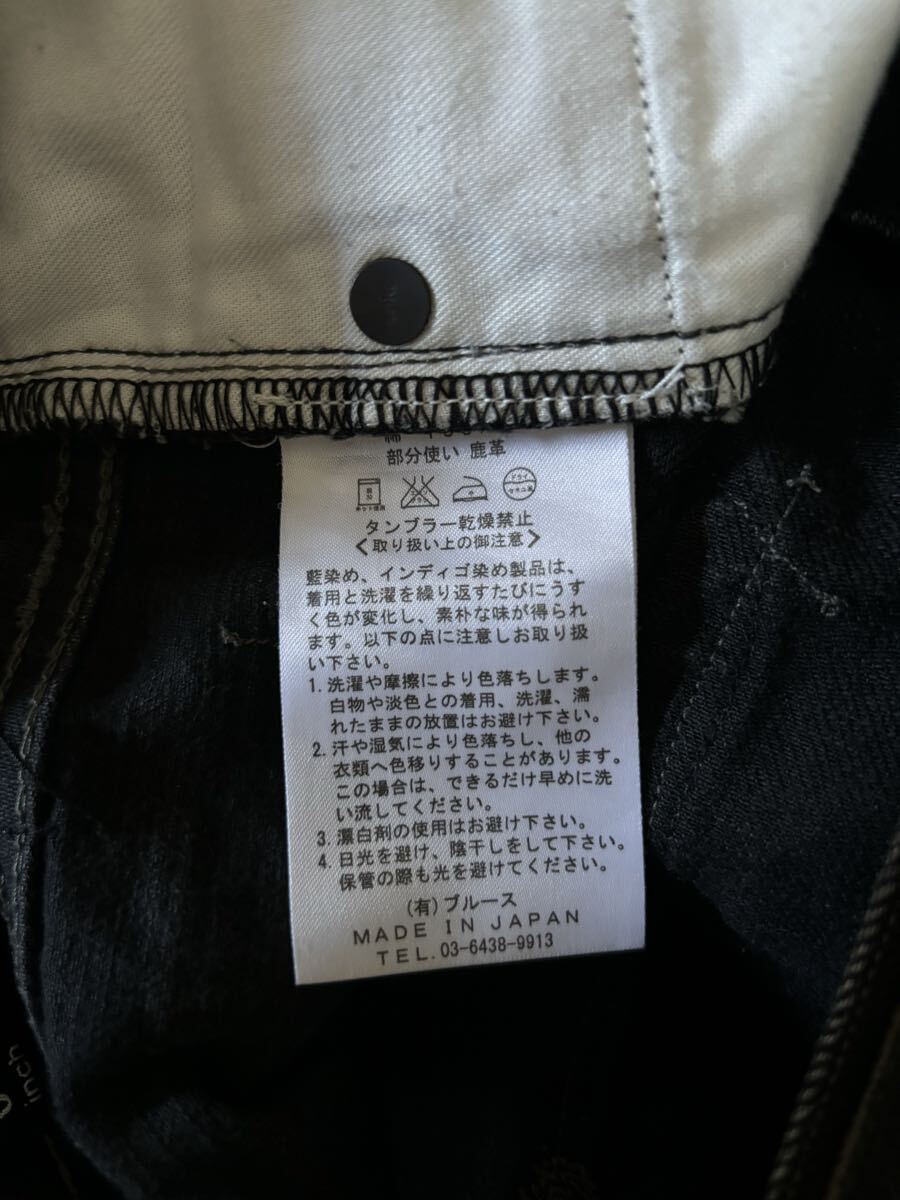 部分使い 鹿革
タンブラー乾燥禁止
<取り扱い上の御注意>
藍染め、インディゴ染め製品は、
着用と洗濯を繰り返すたびにうす
く色が変化し、素朴な味が得られ
ます。以下の点に注意しお取り扱
い下さい。
1. 洗濯や摩擦により色落ちします。
白物や淡色との着用、洗濯、濡
れたままの放置はお避け下さい。
2. 汗や湿気により色落ちし、他の
衣類へ色移りすることがあります。
この場合は、できるだけ早めに洗
い流してください。
3. 漂白剤の使用はお避け下さい。
4. 日光を避け、陰干しをして下さい。
保管の際も光を避けてください。
(有)ブルース
MADE IN JAPAN
TEL.03-6438-9913
inch